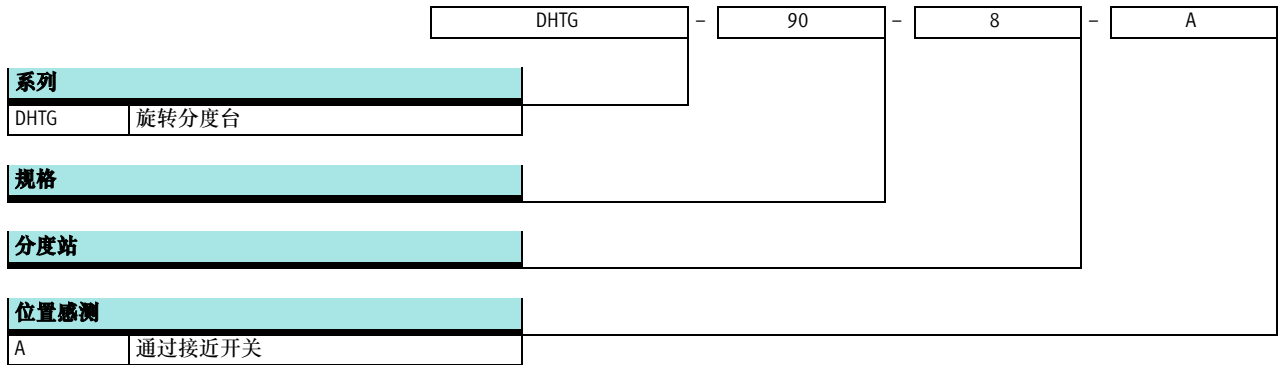 DHTG – 90 – 8 – A
系列
DHTG 旋转分度台
规格
分度站
位置感测
A 通过接近开关